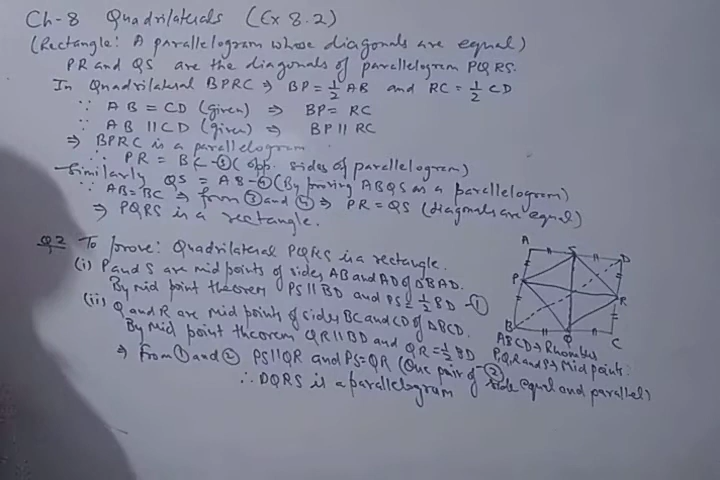 Ch-8 Quadrilaterals (Ex 8.2)
(Rectangle: A parallelogram whose diagonals are equal)
PR and QS are the diagonals of parallelogram PQRS.
In Quadrilateral BPRC ⇒ BP = 1/2 AB and RC = 1/2 CD
∵ AB = CD (given) ⇒ BP = RC
∵ AB || CD (given) ⇒ BP || RC
⇒ BPRC is a parallelogram
∴ PR = BC - ③ (opp. sides of parallelogram)
Similarly QS = AB - ④ (By proving ABQS as a parallelogram)
∵ AB = BC ⇒ from ③ and ④ ⇒ PR = QS (diagonals are equal)
⇒ PQRS is a rectangle.
Q2 To prove: Quadrilateral PQRS is a rectangle.
(i) P and S are mid points of sides AB and AD of ΔBAD.
By mid point theorem PS || BD and PS = 1/2 BD - ①
(ii) Q and R are mid points of sides BC and CD of ΔBCD.
By Mid point theorem QR || BD and QR = 1/2 BD - ②
⇒ From ① and ② PS || QR and PS = QR (One pair of side equal and parallel)
∴ PQRS is a parallelogram
A S D
P R
B Q C
ABCD → Rhombus
P, Q, R and S → Mid points.